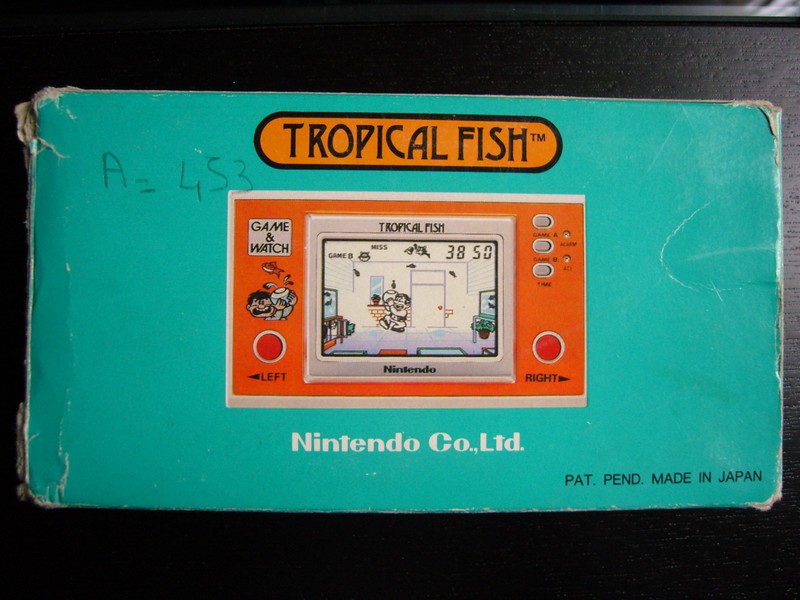 TROPICAL FISH™
A = 453
TROPICAL FISH
GAME
&
WATCH
GAME A
ALARM
GAME B
ACL
TIME
GAME B
MISS
38 50
Nintendo
◄LEFT
RIGHT►
Nintendo Co.,Ltd.
PAT. PEND. MADE IN JAPAN